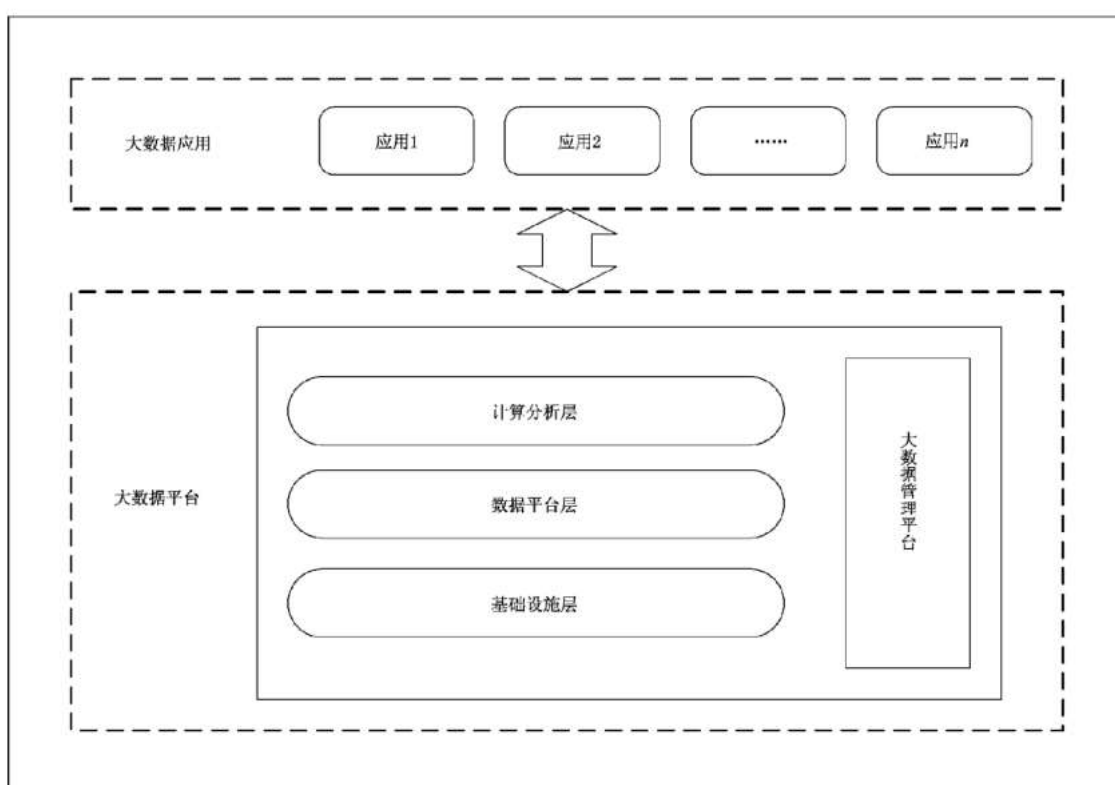 大数据应用
应用1
应用2
……
应用n
计算分析层
大数据管理平台
大数据平台
数据平台层
基础设施层